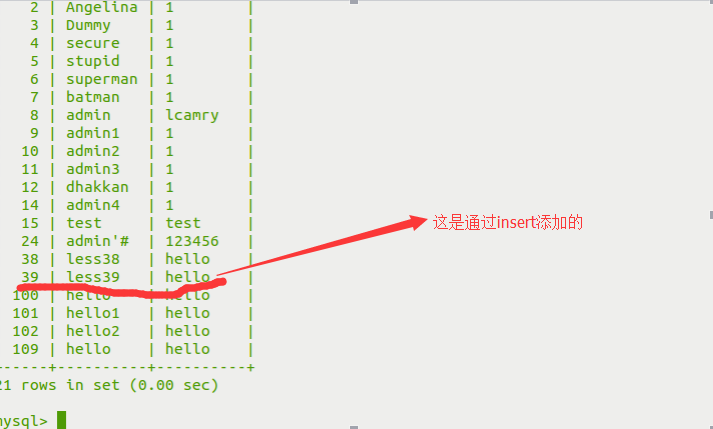 2 | Angelina | 1 |
3 | Dummy | 1 |
4 | secure | 1 |
5 | stupid | 1 |
6 | superman | 1 |
7 | batman | 1 |
8 | admin | lcamry |
9 | admin1 | 1 |
10 | admin2 | 1 |
11 | admin3 | 1 |
12 | dhakkan | 1 |
14 | admin4 | 1 |
15 | test | test |
24 | admin'# | 123456 |
38 | less38 | hello |
39 | less39 | hello |
这是通过insert添加的
100 | hello | hello |
101 | hello1 | hello |
102 | hello2 | hello |
109 | hello | hello |
------+----------+----------+
21 rows in set (0.00 sec)
mysql>